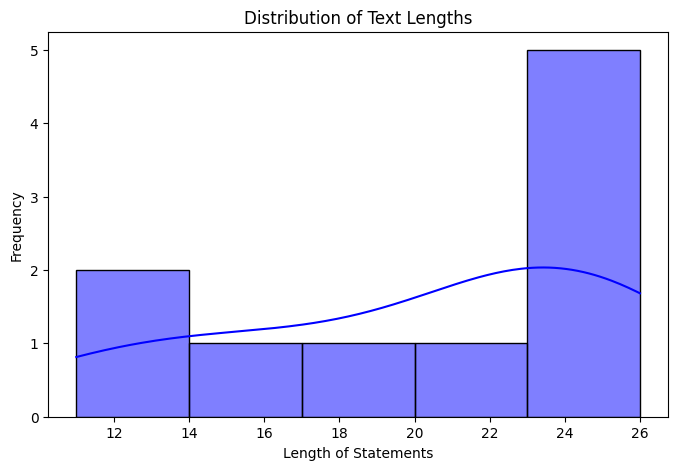 Distribution of Text Lengths
5
4
3
2
1
0
Frequency
12 14 16 18 20 22 24 26
Length of Statements